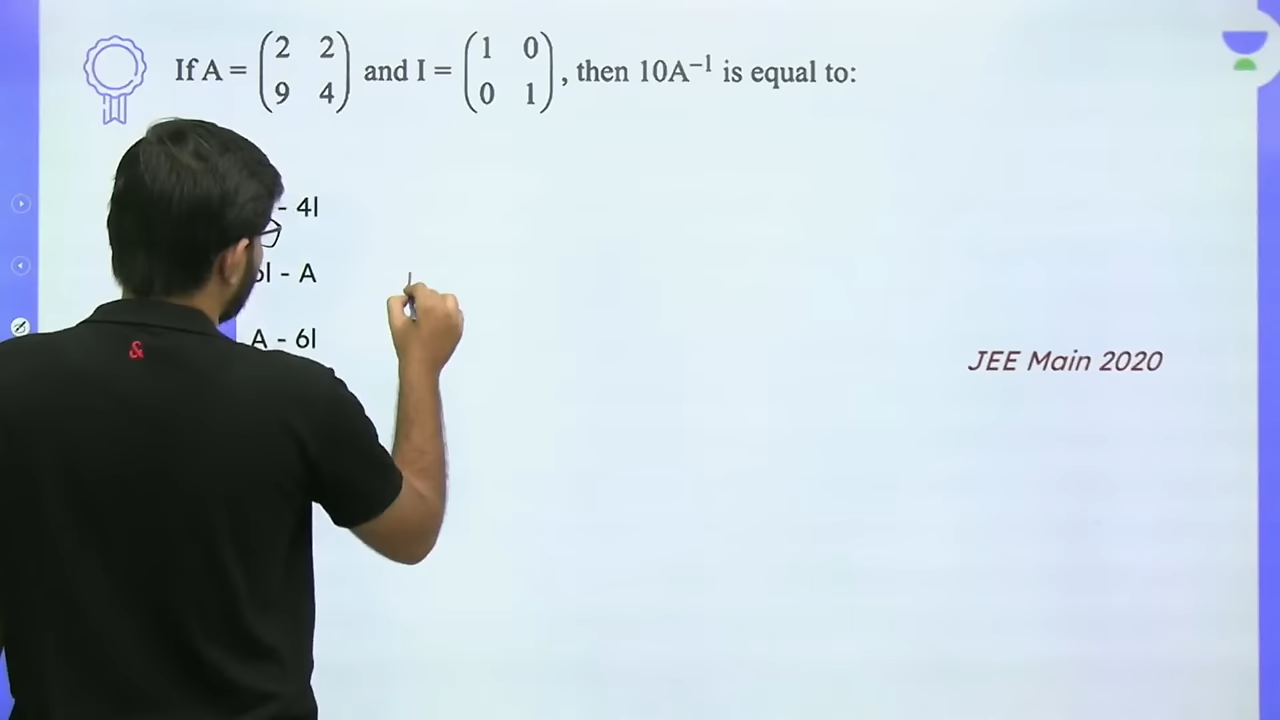 If A = (2 2 9 4) and I = (1 0 0 1), then 10A⁻¹ is equal to:
- 4I
I - A
A - 6I
JEE Main 2020
&